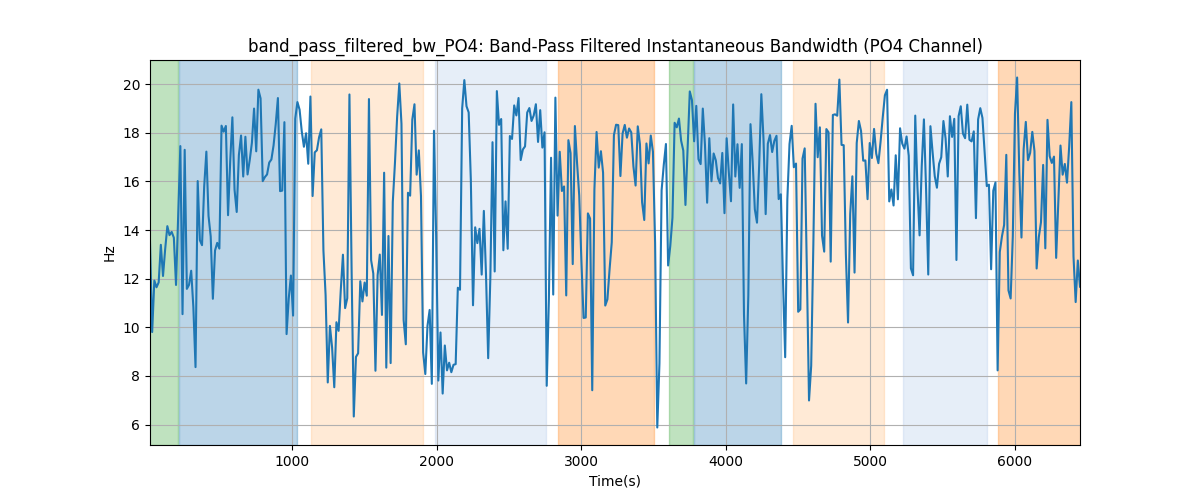 band_pass_filtered_bw_PO4: Band-Pass Filtered Instantaneous Bandwidth (PO4 Channel)
20
18
16
14
12
10
8
6
Hz
1000 2000 3000 4000 5000 6000
Time(s)